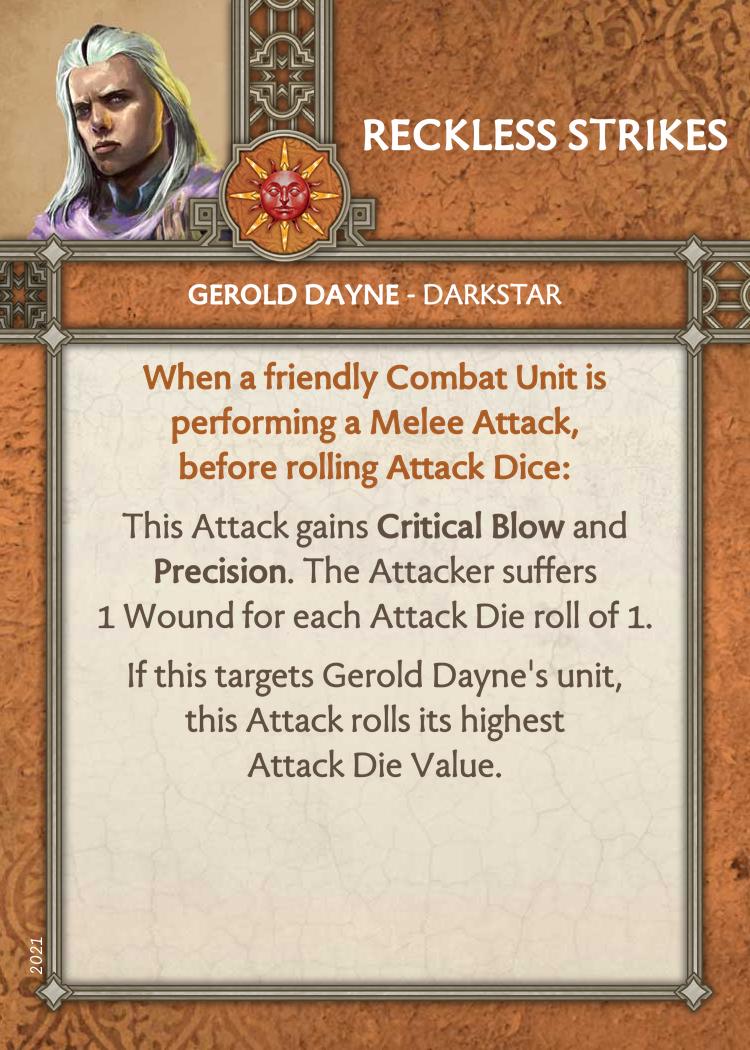 RECKLESS STRIKES
GEROLD DAYNE - DARKSTAR
When a friendly Combat Unit is
performing a Melee Attack,
before rolling Attack Dice:
This Attack gains Critical Blow and
Precision. The Attacker suffers
1 Wound for each Attack Die roll of 1.
If this targets Gerold Dayne's unit,
this Attack rolls its highest
Attack Die Value.
2021